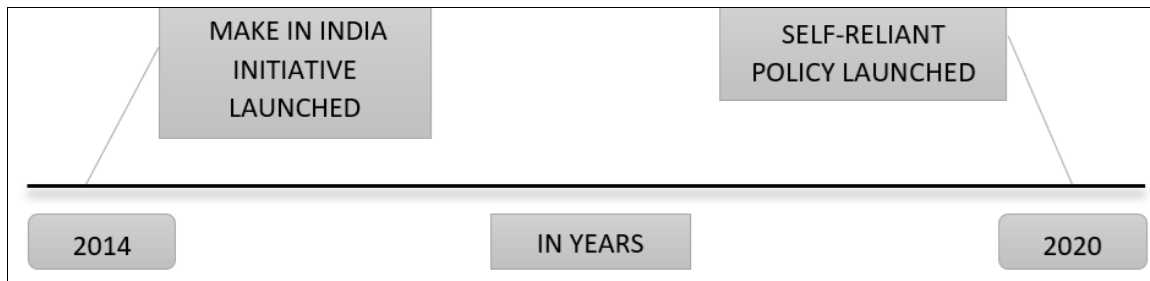 MAKE IN INDIA
INITIATIVE
LAUNCHED
SELF-RELIANT
POLICY LAUNCHED
2014
IN YEARS
2020